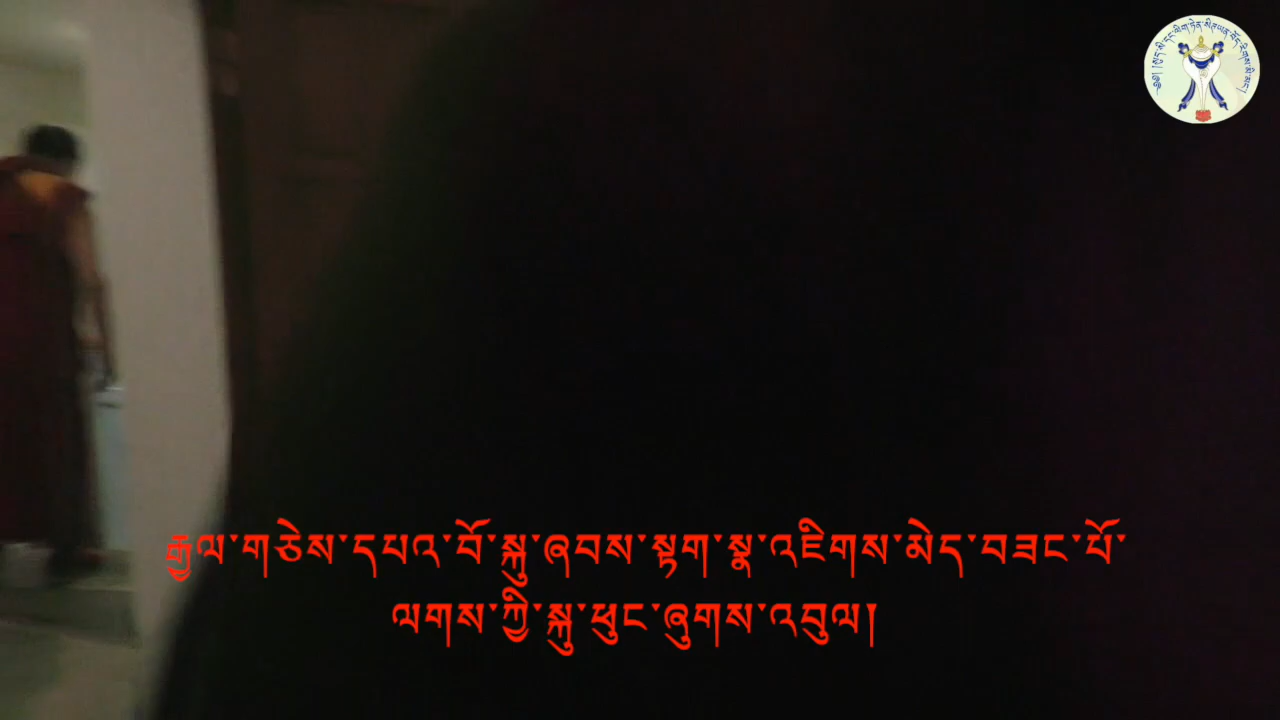 རྒྱལ་གཅེས་དཔའ་བོ་སྐུ་ཞབས་སྟག་སྣ་འཇིགས་མེད་བཟང་པོ་
ལགས་ཀྱི་སྐུ་ཕུང་ཞུགས་འབུལ།